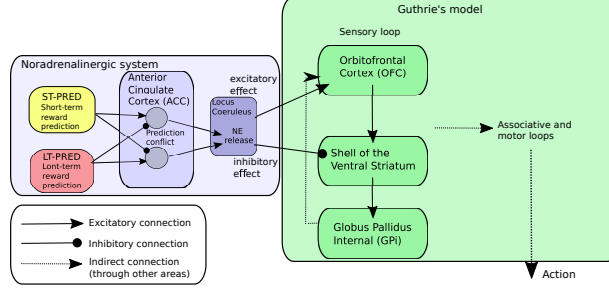 Guthrie's model
Sensory loop
Noradrenalinergic system
ST-PRED
Short-term
reward
prediction
LT-PRED
Lont-term
reward
prediction
Anterior
Cingulate
Cortex (ACC)
Prediction
conflict
Locus
Coeruleus
NE
release
excitatory
effect
inhibitory
effect
Orbitofrontal
Cortex (OFC)
Shell of the
Ventral Striatum
Globus Pallidus
Internal (GPi)
Associative and
motor loops
Action
Excitatory connection
Inhibitory connection
Indirect connection
(through other areas)